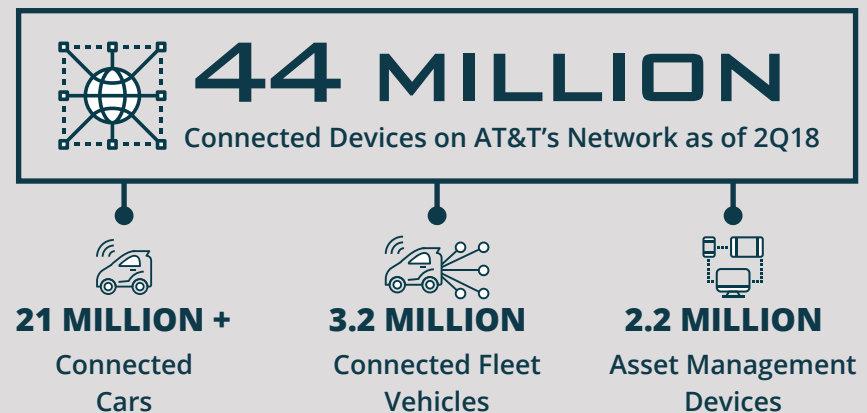 44 MILLION
Connected Devices on AT&T's Network as of 2Q18
21 MILLION +
Connected
Cars
3.2 MILLION
Connected Fleet
Vehicles
2.2 MILLION
Asset Management
Devices